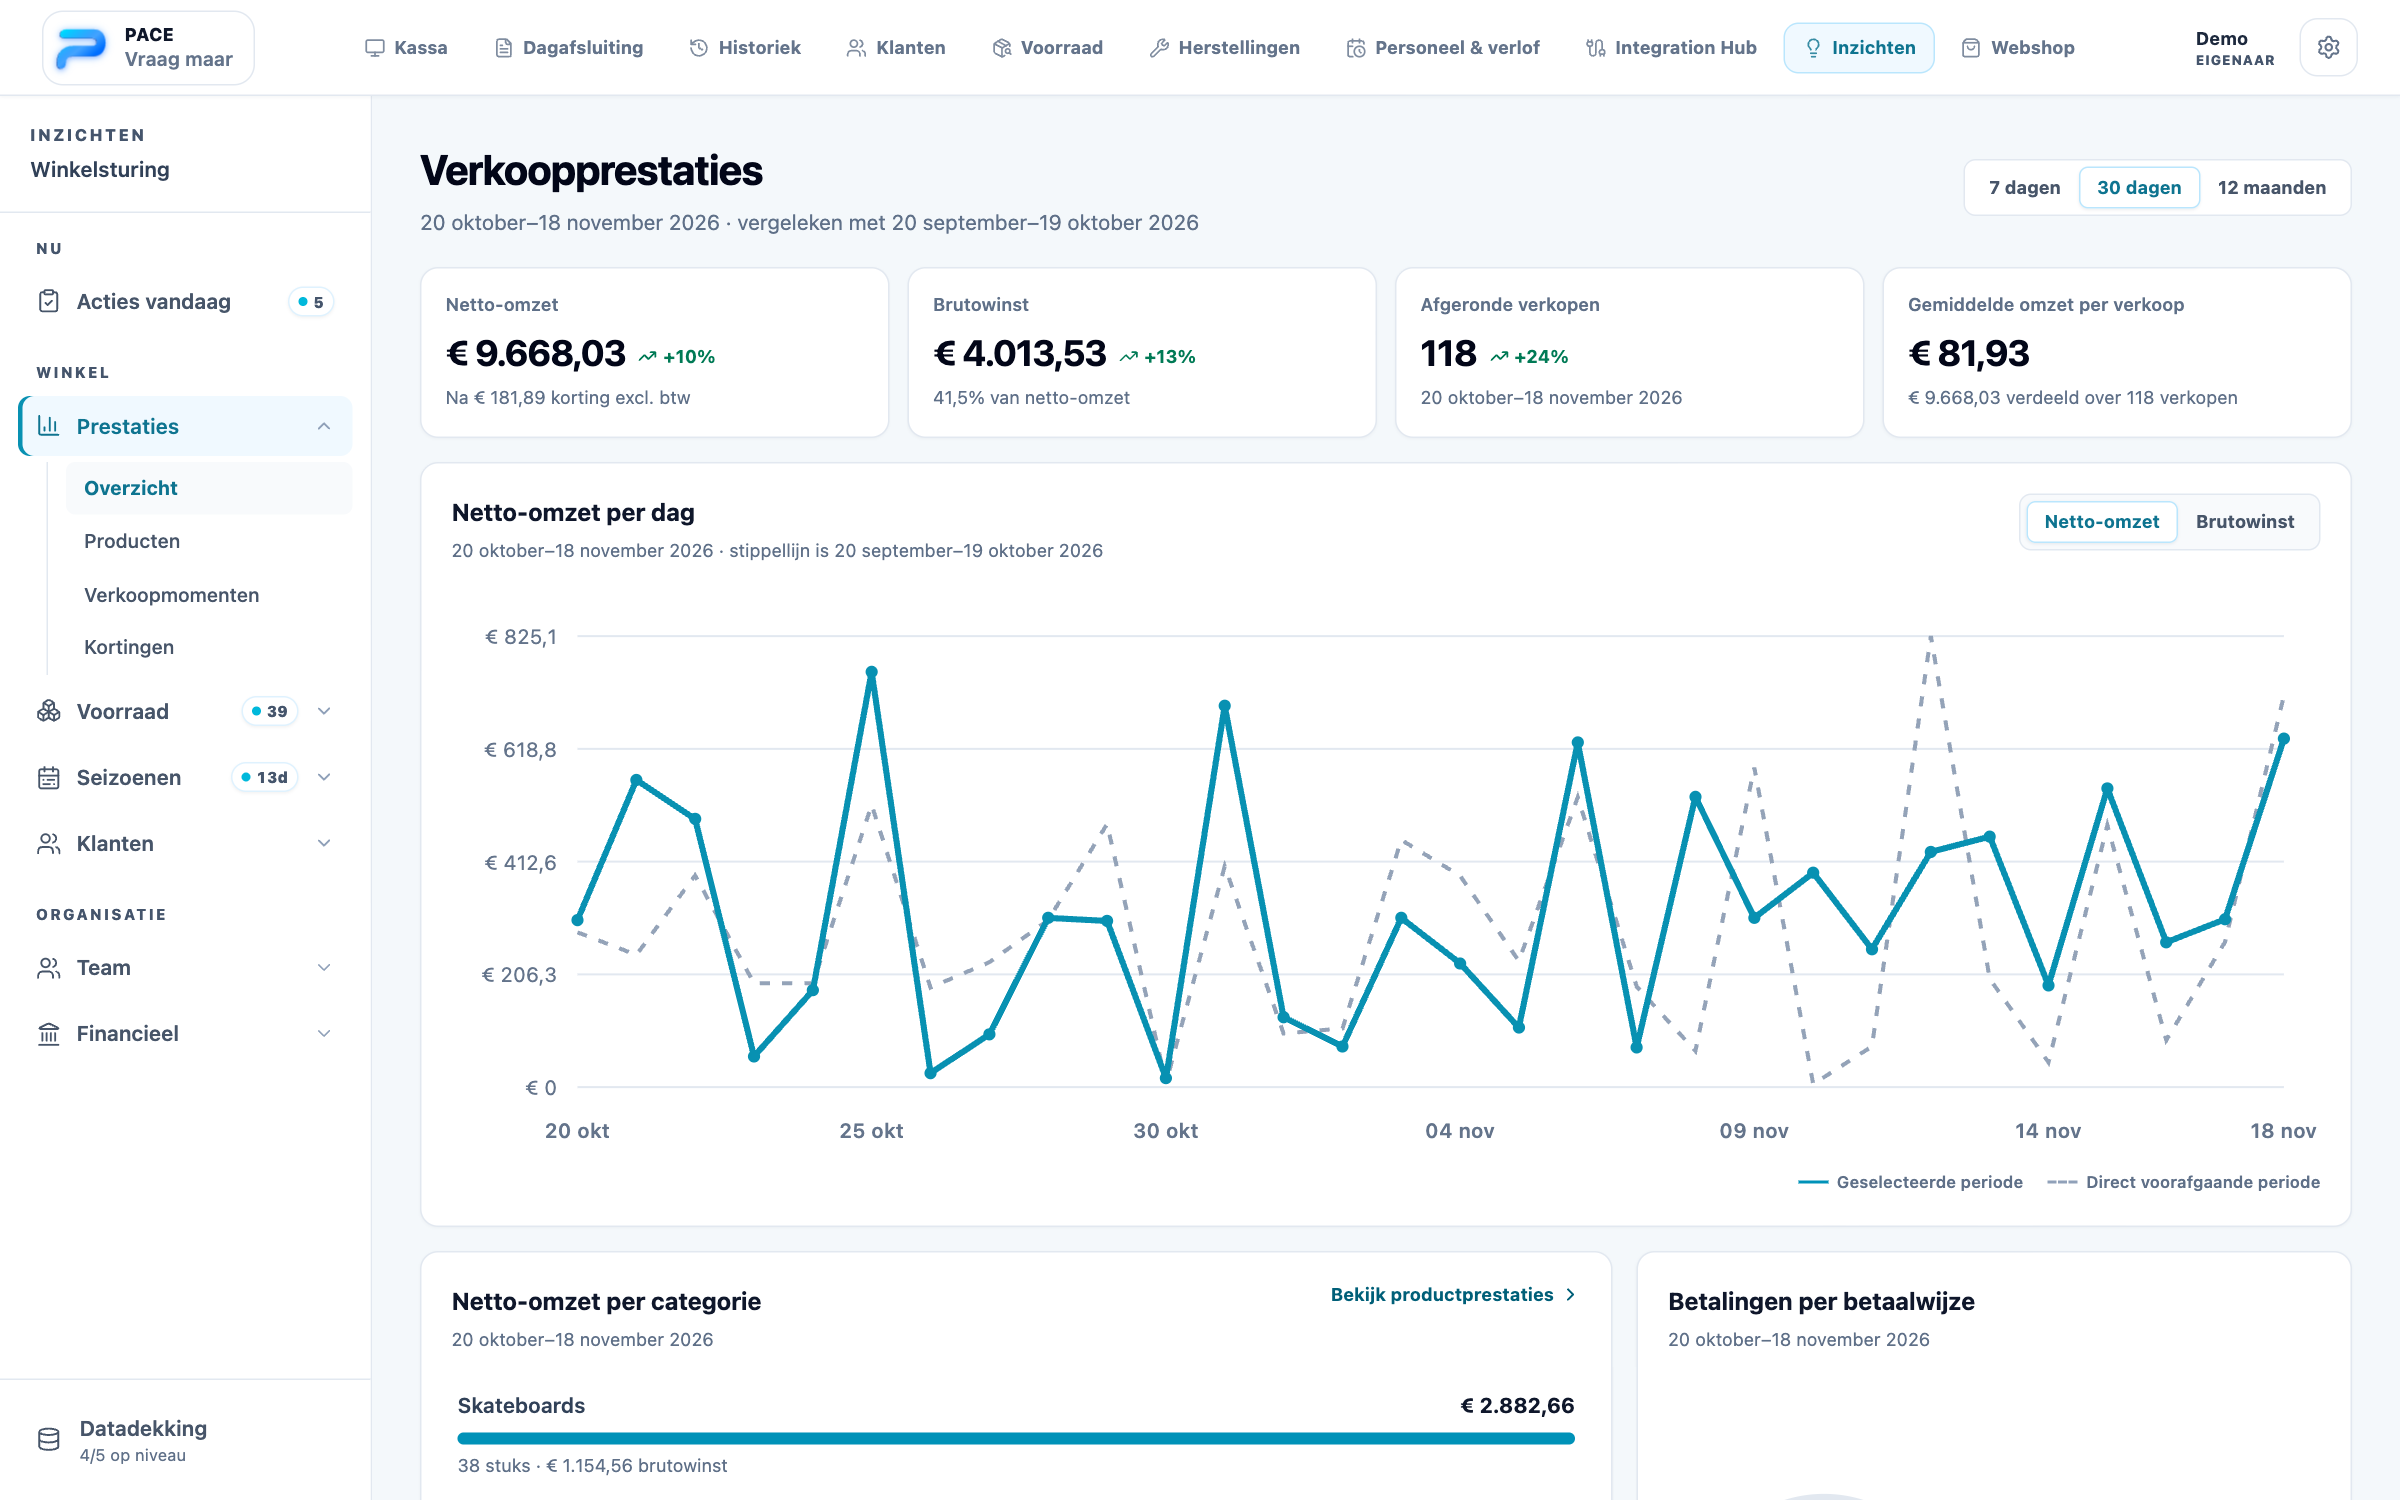 PACE
Vraag maar
Kassa
Dagafsluiting
Historiek
Klanten
Voorraad
Herstellingen
Personeel & verlof
Integration Hub
Inzichten
Webshop
Demo
EIGENAAR
INZICHTEN
Winkelsturing
NU
Acties vandaag
5
WINKEL
Prestaties
Overzicht
Producten
Verkoopmomenten
Kortingen
Voorraad
39
Seizoenen
13d
Klanten
ORGANISATIE
Team
Financieel
Datadekking
4/5 op niveau
Verkoopprestaties
20 oktober–18 november 2026 · vergeleken met 20 september–19 oktober 2026
7 dagen
30 dagen
12 maanden
Netto-omzet
€ 9.668,03 +10%
Na € 181,89 korting excl. btw
Brutowinst
€ 4.013,53 +13%
41,5% van netto-omzet
Afgeronde verkopen
118 +24%
20 oktober–18 november 2026
Gemiddelde omzet per verkoop
€ 81,93
€ 9.668,03 verdeeld over 118 verkopen
Netto-omzet per dag
20 oktober–18 november 2026 · stippellijn is 20 september–19 oktober 2026
Netto-omzet
Brutowinst
€ 825,1
€ 618,8
€ 412,6
€ 206,3
€ 0
20 okt
25 okt
30 okt
04 nov
09 nov
14 nov
18 nov
Geselecteerde periode
Direct voorafgaande periode
Netto-omzet per categorie
20 oktober–18 november 2026
Bekijk productprestaties
Skateboards
€ 2.882,66
38 stuks · € 1.154,56 brutowinst
Betalingen per betaalwijze
20 oktober–18 november 2026